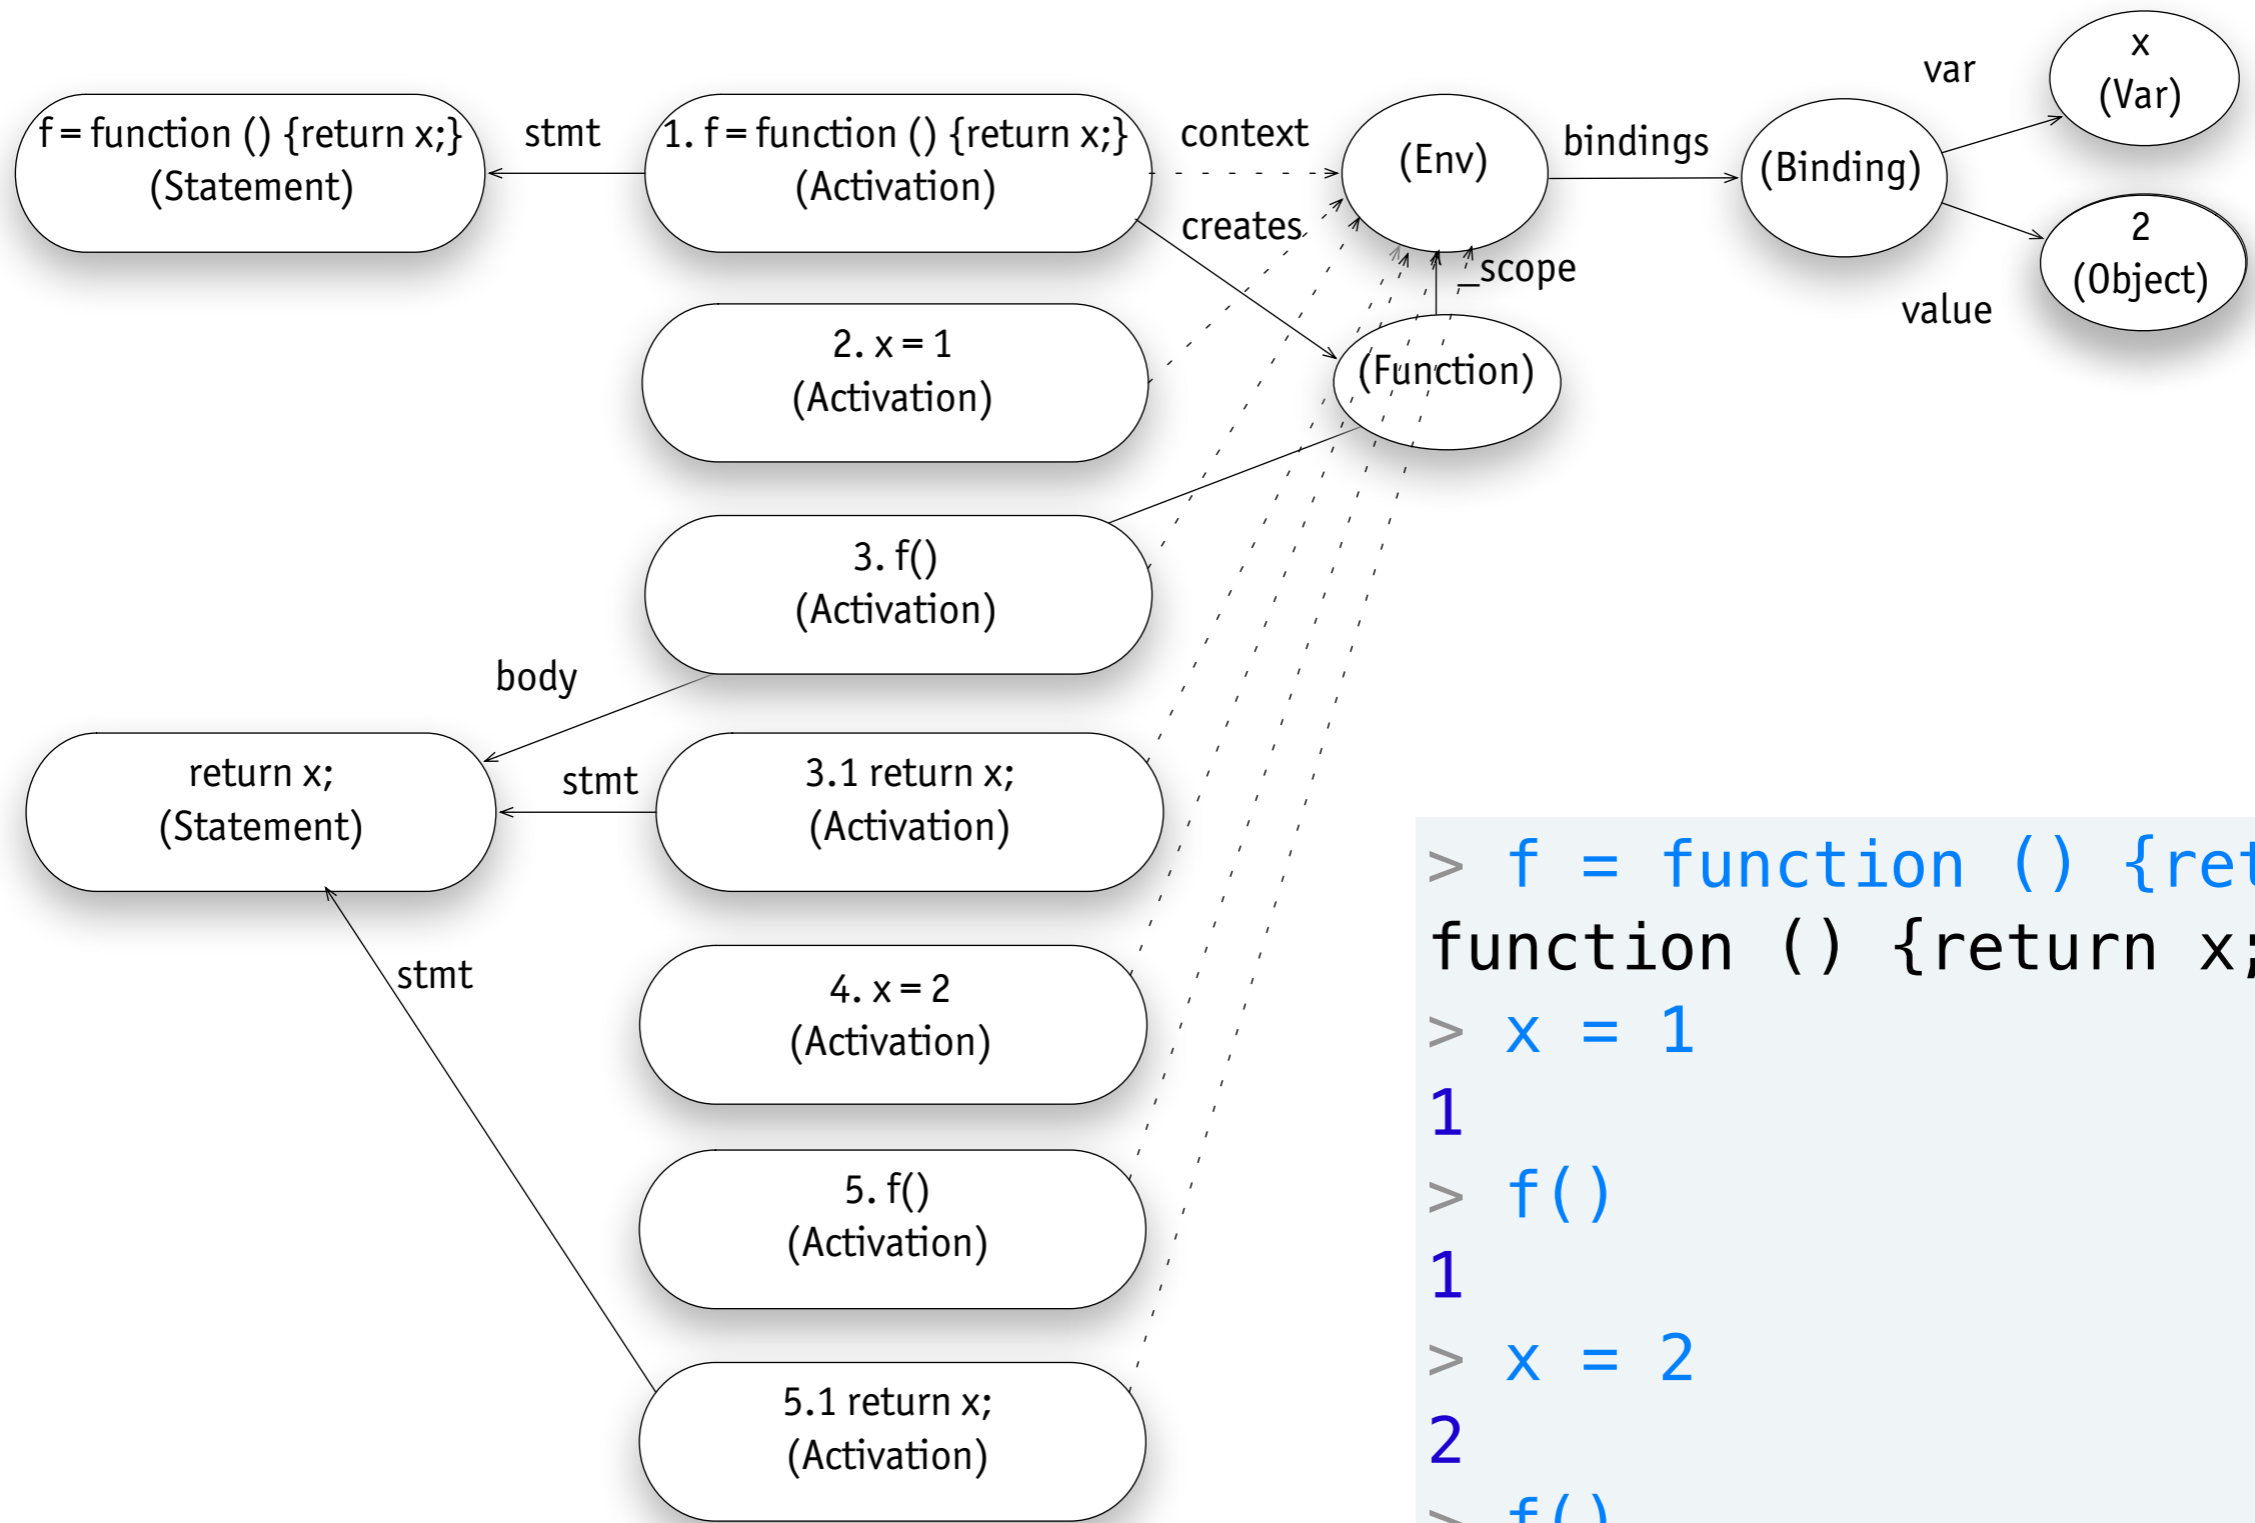 f = function () {return x;}
(Statement)
stmt
1. f = function () {return x;}
(Activation)
context
creates
(Env)
bindings
(Binding)
var
x
(Var)
2
(Object)
value
_scope
(Function)
2. x = 1
(Activation)
3. f()
(Activation)
body
return x;
(Statement)
stmt
3.1 return x;
(Activation)
stmt
4. x = 2
(Activation)
5. f()
(Activation)
5.1 return x;
(Activation)
> f = function () {ret
function () {return x;
> x = 1
1
> f()
1
> x = 2
2
> f()